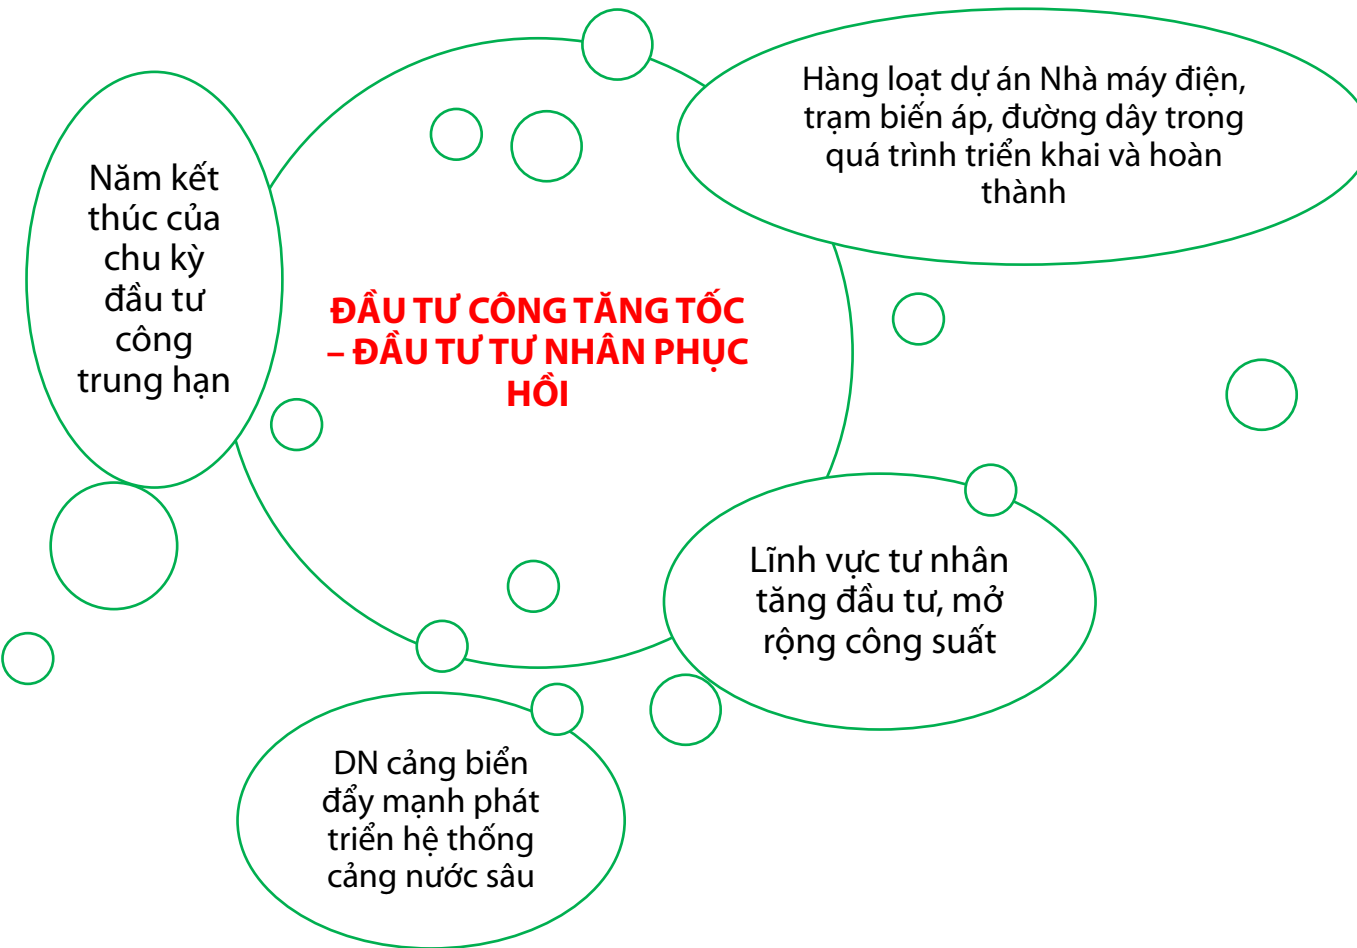 Hàng loạt dự án Nhà máy điện,
trạm biến áp, đường dây trong
quá trình triển khai và hoàn
thành
Năm kết
thúc của
chu kỳ
đầu tư
công
trung hạn
ĐẦU TƯ CÔNG TĂNG TỐC
– ĐẦU TƯ TƯ NHÂN PHỤC
HỒI
Lĩnh vực tư nhân
tăng đầu tư, mở
rộng công suất
DN cảng biển
đẩy mạnh phát
triển hệ thống
cảng nước sâu